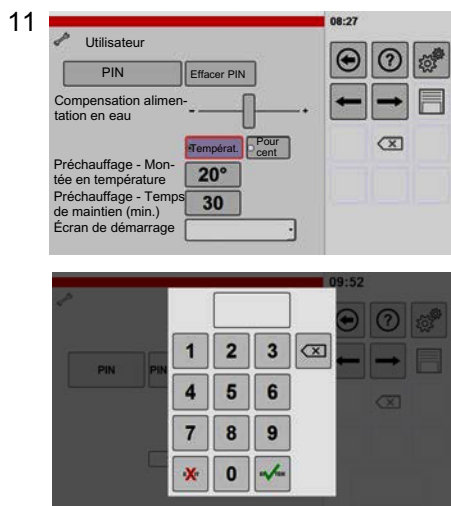 11
08:27
Utilisateur
PIN
Effacer PIN
Compensation alimen-
tation en eau
- +
Températ.
Pour
cent
Préchauffage - Mon-
tée en température
20°
Préchauffage - Temps
de maintien (min.)
30
Écran de démarrage
09:52
PIN
PIN
1 2 3
4 5 6
7 8 9
0